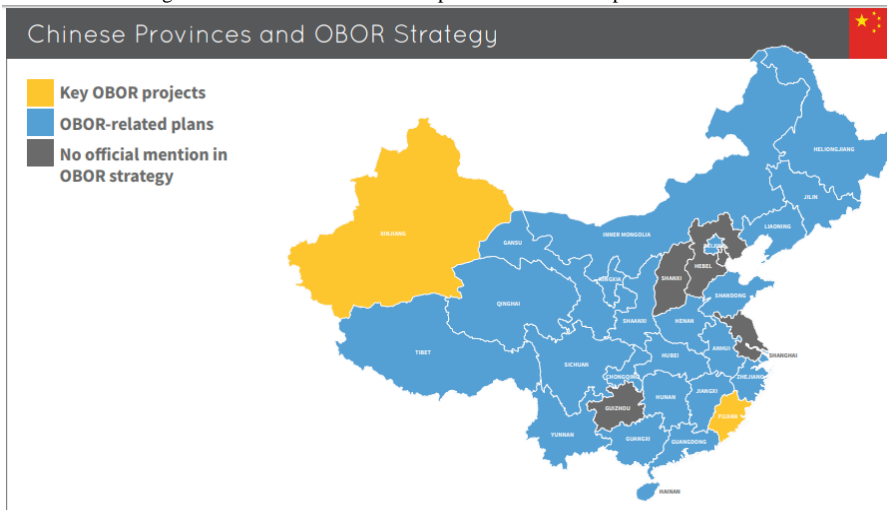 Chinese Provinces and OBOR Strategy
Key OBOR projects
OBOR-related plans
No official mention in
OBOR strategy
HELIONGJIANG
JILIN
LIAONING
XINJIANG
INNER MONGOLIA
GANSU
HEBEL
SHANXI
SHANDONG
QINGHAI
SHAANXI
HENAN
TIBET
ANHUI
SHANGHAI
SICHUAN
HUBEI
CHONGQING
ZHEJIANG
JIANGXI
HUNAN
GUIZHOU
FUJIAN
YUNNAN
GUANGXI
GUANGDONG
HAINAN